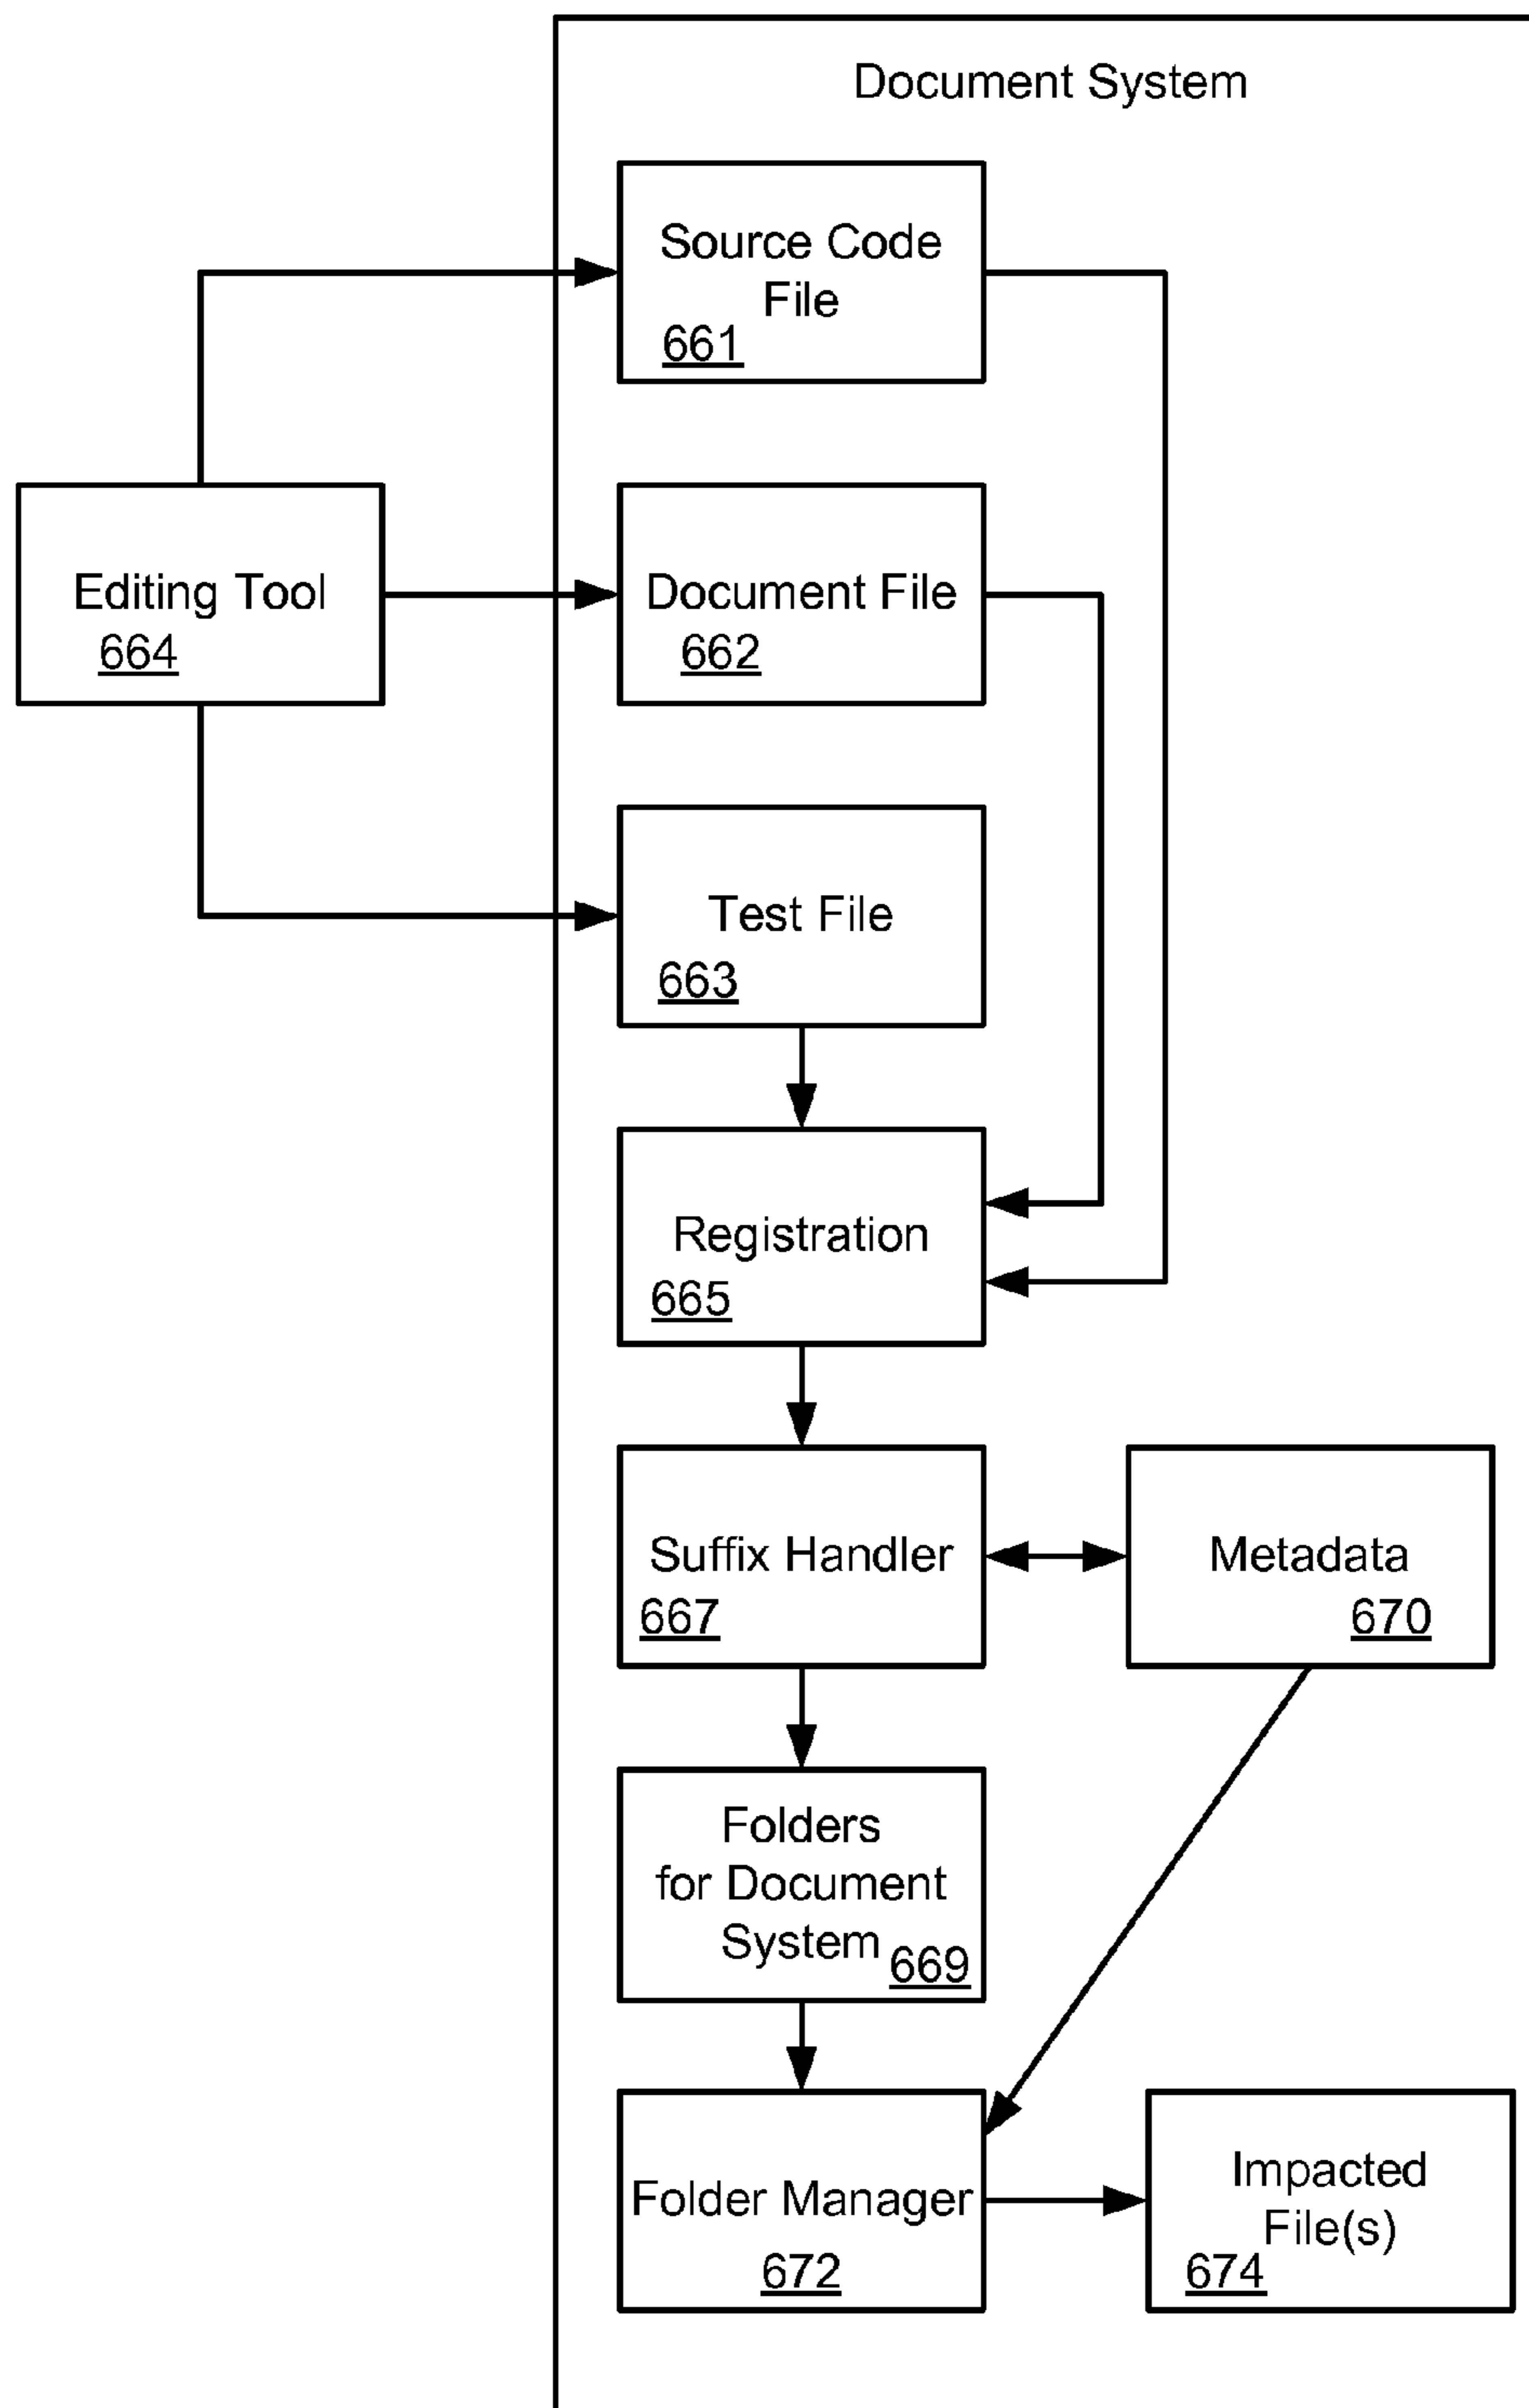 Document System
Source Code
File
661
Editing Tool
664
Document File
662
Test File
663
Registration
665
Suffix Handler
667
Metadata
670
Folders
for Document
System
669
Folder Manager
672
Impacted
File(s)
674